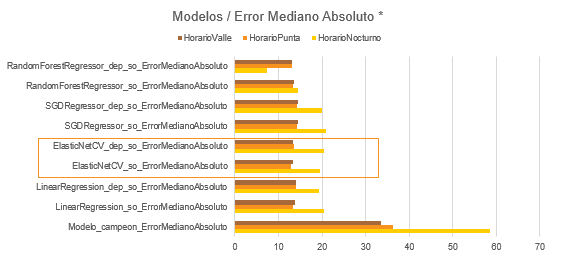 Modelos / Error Mediano Absoluto *
HorarioValle HorarioPunta HorarioNocturno
RandomForestRegressor_dep_so_ErrorMedianoAbsoluto
RandomForestRegressor_so_ErrorMedianoAbsoluto
SGDRegressor_dep_so_ErrorMedianoAbsoluto
SGDRegressor_so_ErrorMedianoAbsoluto
ElasticNetCV_dep_so_ErrorMedianoAbsoluto
ElasticNetCV_so_ErrorMedianoAbsoluto
LinearRegression_dep_so_ErrorMedianoAbsoluto
LinearRegression_so_ErrorMedianoAbsoluto
Modelo_campeon_ErrorMedianoAbsoluto
0 10 20 30 40 50 60 70